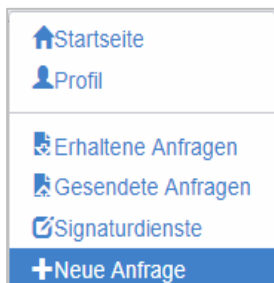 Startseite
Profil
Erhaltene Anfragen
Gesendete Anfragen
Signaturdienste
Neue Anfrage